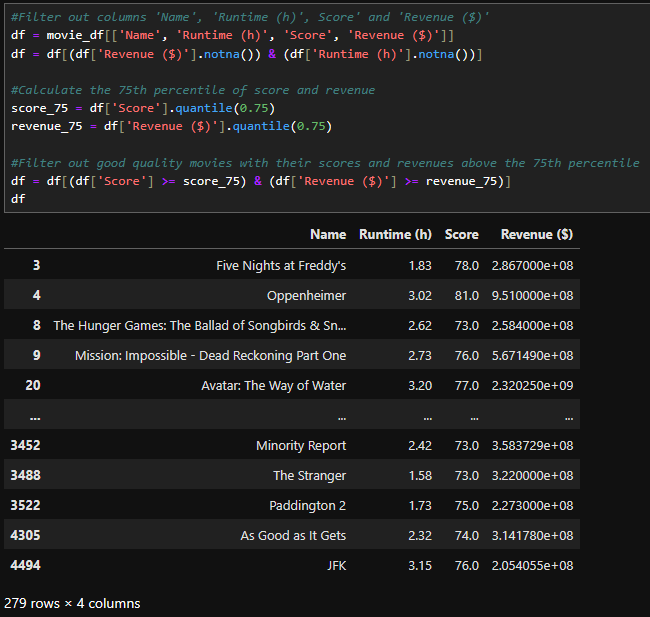 #Filter out columns 'Name', 'Runtime (h)', Score' and 'Revenue ($)'
df = movie_df[['Name', 'Runtime (h)', 'Score', 'Revenue ($)']]
df = df[(df['Revenue ($)'].notna()) & (df['Runtime (h)'].notna())]
#Calculate the 75th percentile of score and revenue
score_75 = df['Score'].quantile(0.75)
revenue_75 = df['Revenue ($)'].quantile(0.75)
#Filter out good quality movies with their scores and revenues above the 75th percentile
df = df[(df['Score'] >= score_75) & (df['Revenue ($)'] >= revenue_75)]
df
Name Runtime (h) Score Revenue ($)
3 Five Nights at Freddy's 1.83 78.0 2.867000e+08
4 Oppenheimer 3.02 81.0 9.510000e+08
8 The Hunger Games: The Ballad of Songbirds & Sn... 2.62 73.0 2.584000e+08
9 Mission: Impossible - Dead Reckoning Part One 2.73 76.0 5.671490e+08
20 Avatar: The Way of Water 3.20 77.0 2.320250e+09
... ... ... ... ...
3452 Minority Report 2.42 73.0 3.583729e+08
3488 The Stranger 1.58 73.0 3.220000e+08
3522 Paddington 2 1.73 75.0 2.273000e+08
4305 As Good as It Gets 2.32 74.0 3.141780e+08
4494 JFK 3.15 76.0 2.054055e+08
279 rows × 4 columns